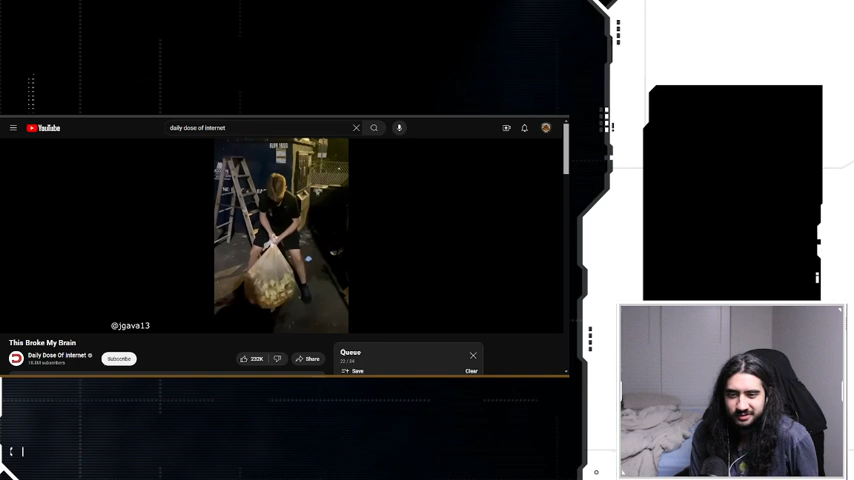 YouTube
daily dose of internet
@jgava13
This Broke My Brain
Daily Dose Of Internet
Subscribe
232K
Share
Queue
Save
Clear